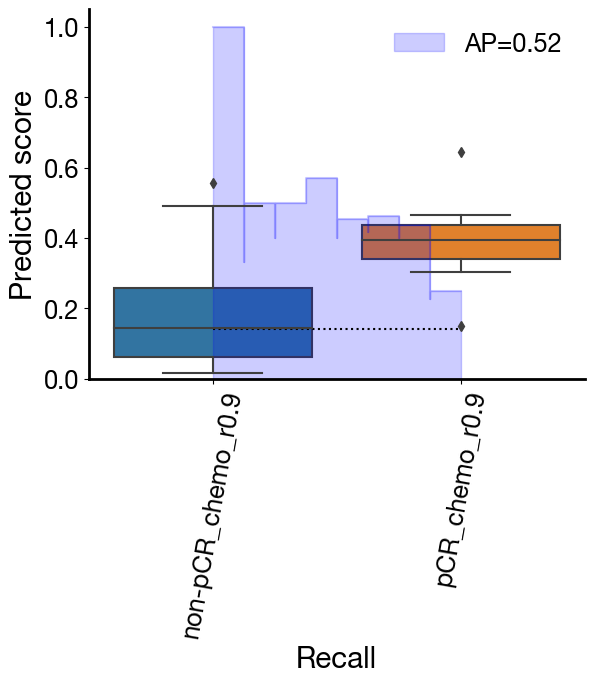 1.0
0.8
0.6
0.4
0.2
0.0
Predicted score
AP=0.52
non-pCR_chemo_r0.9
pCR_chemo_r0.9
Recall